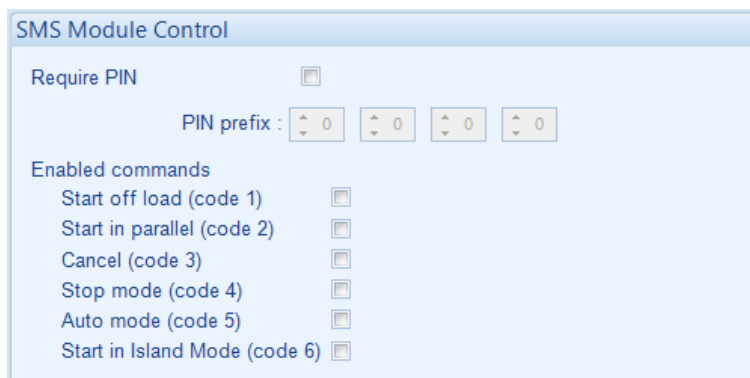 SMS Module Control
Require PIN
PIN prefix : 0 0 0 0
Enabled commands
Start off load (code 1)
Start in parallel (code 2)
Cancel (code 3)
Stop mode (code 4)
Auto mode (code 5)
Start in Island Mode (code 6)